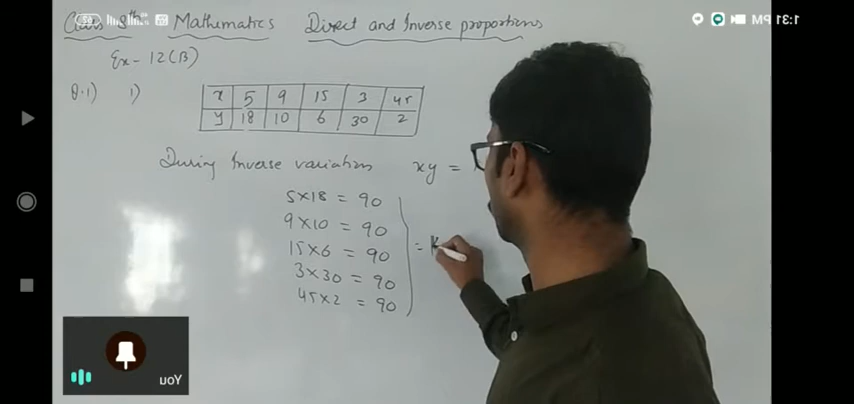 Class 8th Mathematics Direct and Inverse proportions
1:31 PM
Ex - 12(B)
Q.1) 1)
x 5 9 15 3 45
y 18 10 6 30 2
During Inverse variation xy =
5×18 = 90
9×10 = 90
15×6 = 90
3×30 = 90
45×2 = 90
= K
You